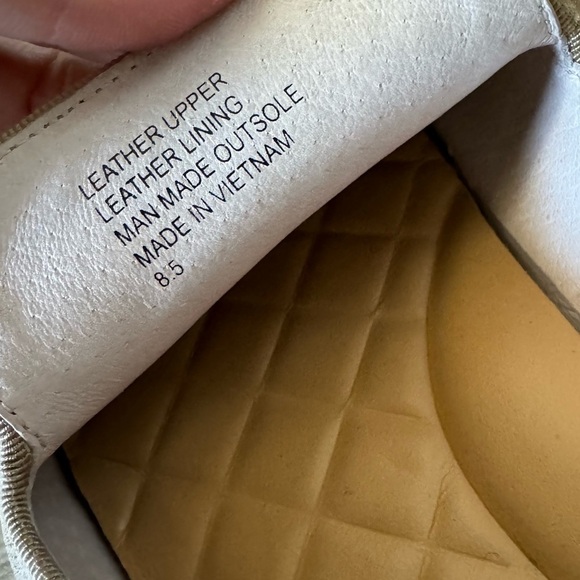 LEATHER UPPER
LEATHER LINING
MAN MADE OUTSOLE
MADE IN VIETNAM
8.5